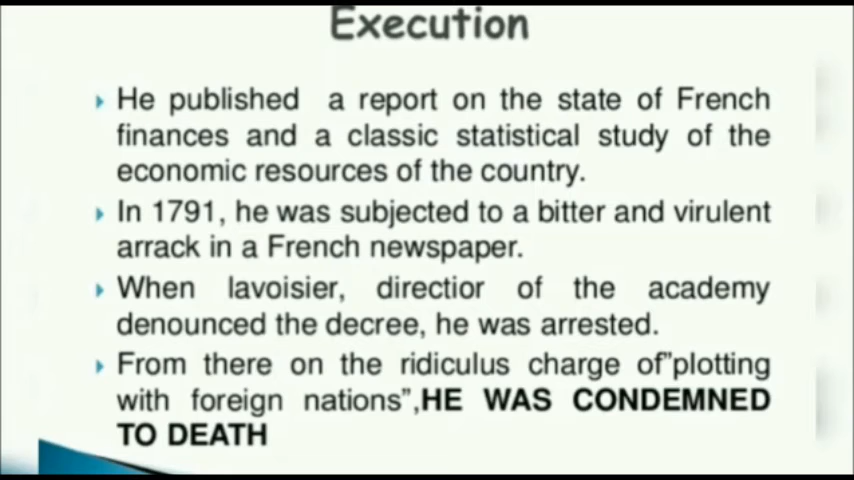 Execution
He published a report on the state of French
finances and a classic statistical study of the
economic resources of the country.
In 1791, he was subjected to a bitter and virulent
arrack in a French newspaper.
When lavoisier, directior of the academy
denounced the decree, he was arrested.
From there on the ridiculus charge of”plotting
with foreign nations”,HE WAS CONDEMNED
TO DEATH